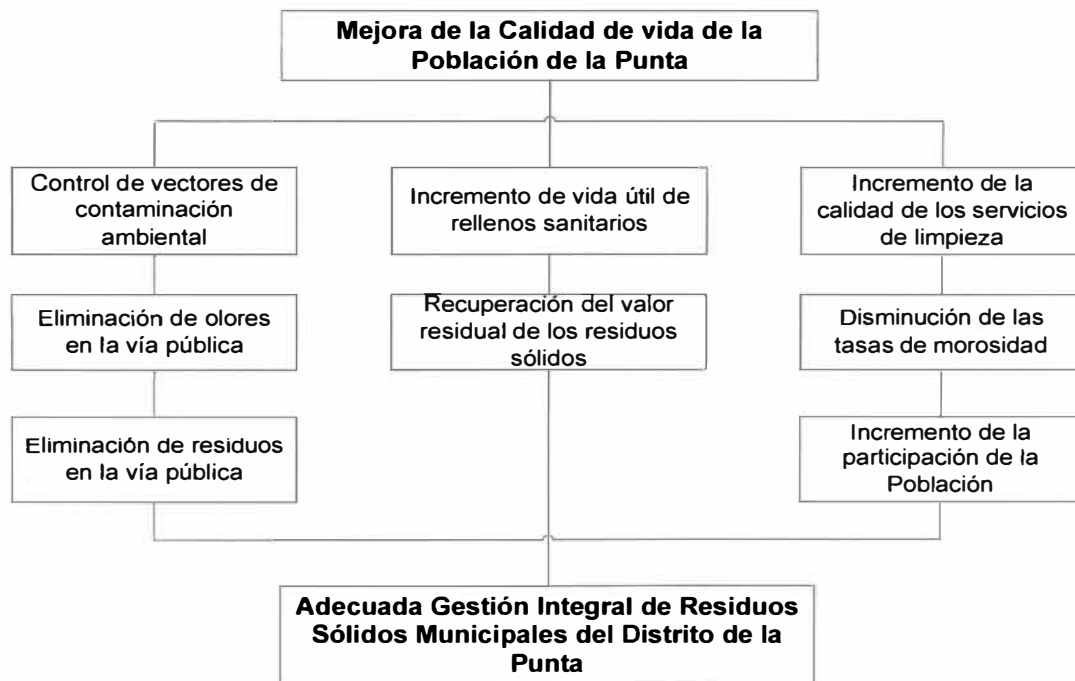 Mejora de la Calidad de vida de la
Población de la Punta
Control de vectores de
contaminación
ambiental
Incremento de vida útil de
rellenos sanitarios
Incremento de la
calidad de los servicios
de limpieza
Eliminación de olores
en la vía pública
Recuperación del valor
residual de los residuos
sólidos
Disminución de las
tasas de morosidad
Eliminación de residuos
en la vía pública
Incremento de la
participación de la
Población
Adecuada Gestión Integral de Residuos
Sólidos Municipales del Distrito de la
Punta